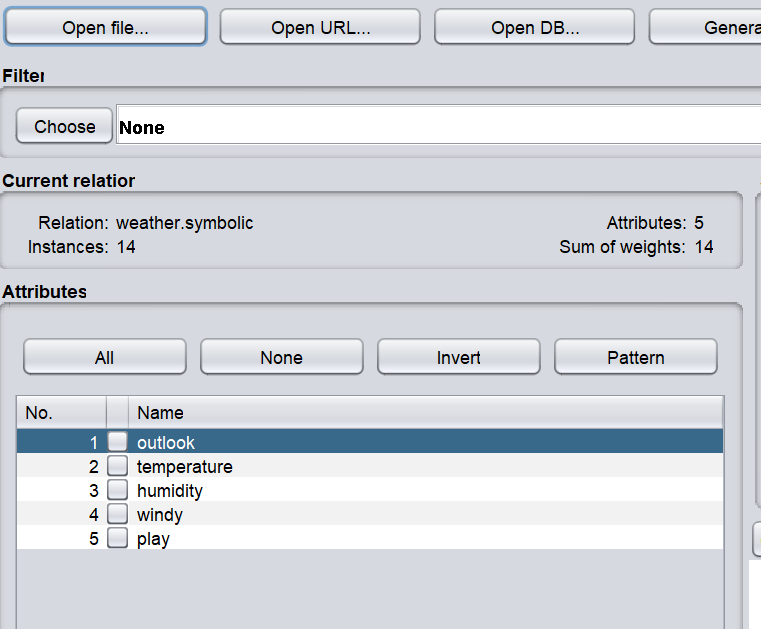 Open file... Open URL... Open DB... Genera
Filter
Choose None
Current relation
Relation: weather.symbolic Attributes: 5
Instances: 14 Sum of weights: 14
Attributes
All None Invert Pattern
No. Name
1 outlook
2 temperature
3 humidity
4 windy
5 play